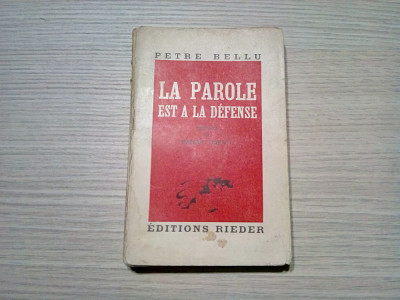 PETRE BELLU
LA PAROLE
EST A LA DÉFENSE
ÉDITIONS RIEDER